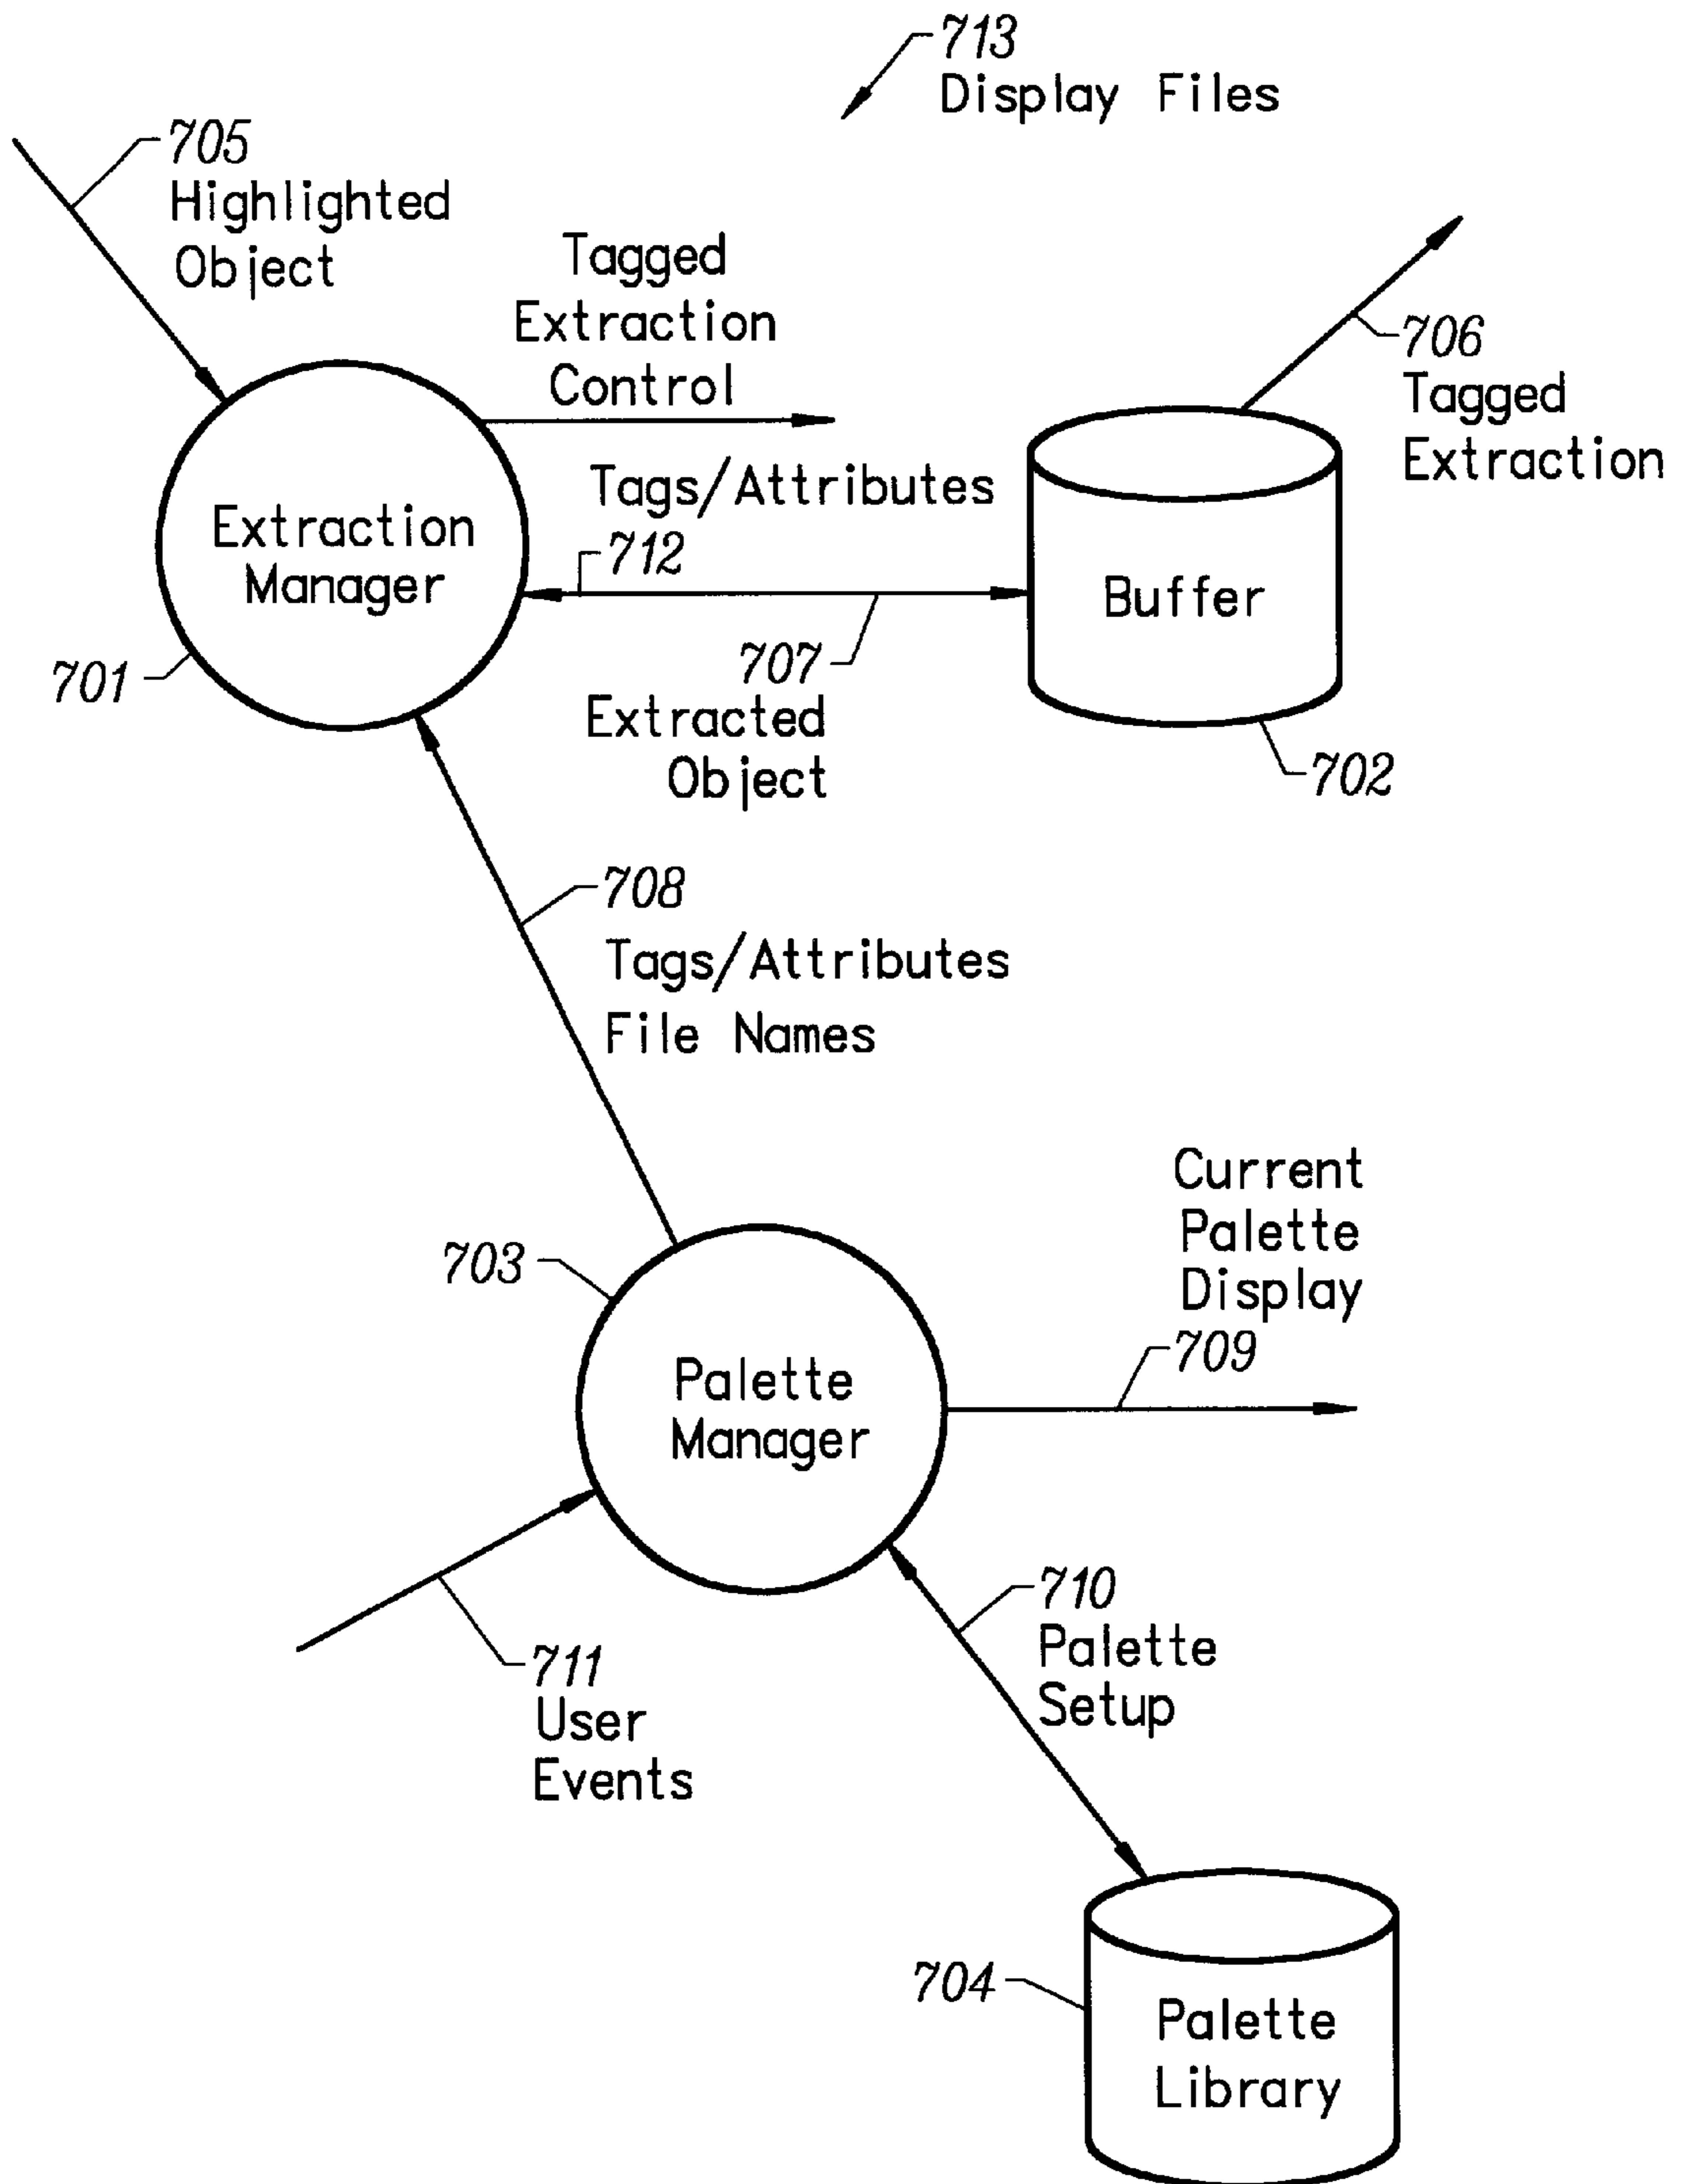 713
Display Files
705
Highlighted
Object
Tagged
Extraction
Control
706
Tagged
Extraction
Tags/Attributes
712
Extraction
Manager
Buffer
701
707
Extracted
Object
702
708
Tags/Attributes
File Names
Current
Palette
Display
703
709
Palette
Manager
710
Palette
Setup
711
User
Events
704
Palette
Library